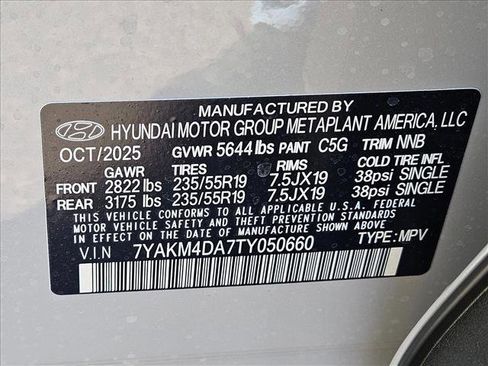 MANUFACTURED BY
HYUNDAI MOTOR GROUP METAPLANT AMERICA, LLC
OCT/2025 GVWR 5644 lbs PAINT C5G TRIM NNB
GAWR TIRES RIMS COLD TIRE INFL
FRONT 2822 lbs 235/55R19 7.5JX19 38psi SINGLE
REAR 3175 lbs 235/55R19 7.5JX19 38psi SINGLE
THIS VEHICLE CONFORMS TO ALL APPLICABLE U.S.A. FEDERAL
MOTOR VEHICLE SAFETY, BUMPER, AND THEFT PREVENTION
STANDARDS IN EFFECT ON THE DATE OF MANUFACTURE SHOWN ABOVE.
V.I.N 7YAKM4DA7TY050660 TYPE: MPV